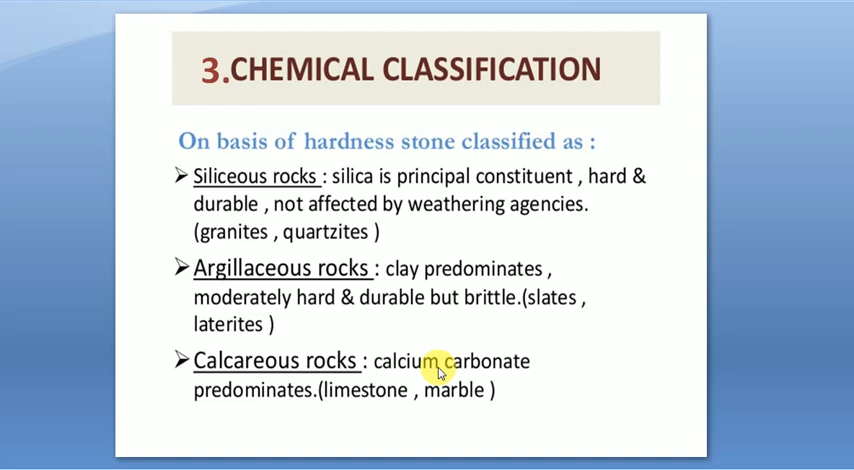 3.CHEMICAL CLASSIFICATION
On basis of hardness stone classified as :
➢ Siliceous rocks : silica is principal constituent , hard &
durable , not affected by weathering agencies.
(granites , quartzites )
➢ Argillaceous rocks : clay predominates ,
moderately hard & durable but brittle.(slates ,
laterites )
➢ Calcareous rocks : calcium carbonate
predominates.(limestone , marble )